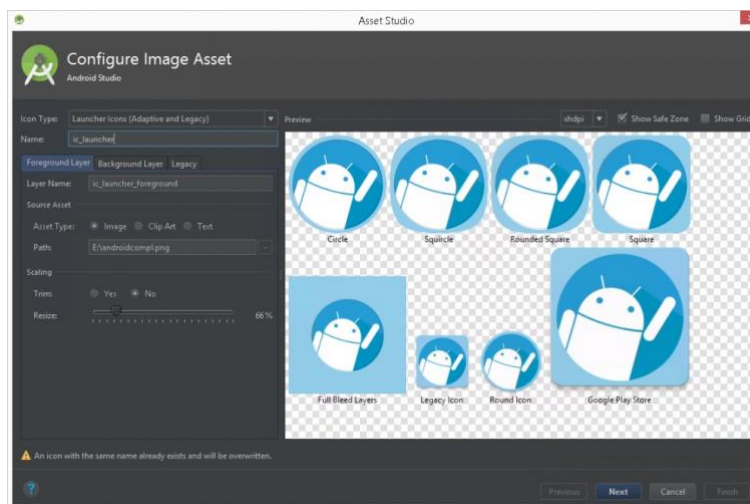 Asset Studio
Configure Image Asset
Android Studio
Icon Type: Launcher Icons (Adaptive and Legacy)
Preview
xhdpi
Show Safe Zone
Show Grid
Name: ic_launcher
Foreground Layer Background Layer Legacy
Layer Name: ic_launcher_foreground
Source Asset
Asset Type: Image Clip Art Text
Path: E:\androidcompl.png
Scaling
Trim: Yes No
Resize: 66 %
Circle Squircle Rounded Square Square
Full Bleed Layers Legacy Icon Round Icon Google Play Store
An icon with the same name already exists and will be overwritten.
?
Previous Next Cancel Finish